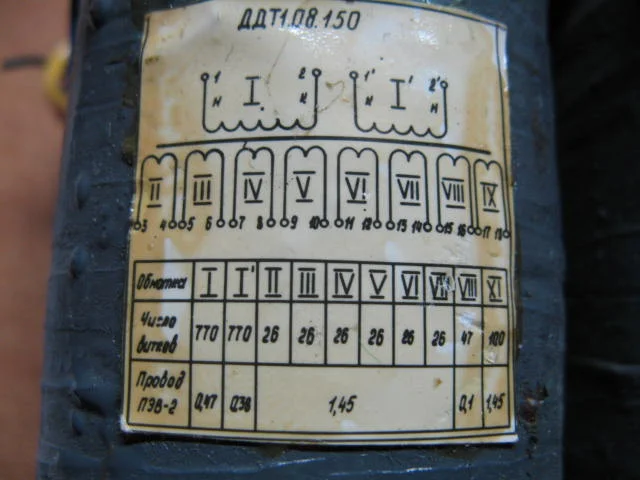 ДДТ1.08.150
1 I 2 1' I' 2'
н к к н
II III IV V VI VII VIII IX
3 4 5 6 7 8 9 10 11 12 13 14 15 16 17 18
Обмотка I I' II III IV V VI VII VIII XI
Число 770 770 26 26 26 26 26 26 47 100
витков
Провод 0,47 0,38 1,45 0,1 1,45
ПЭВ-2